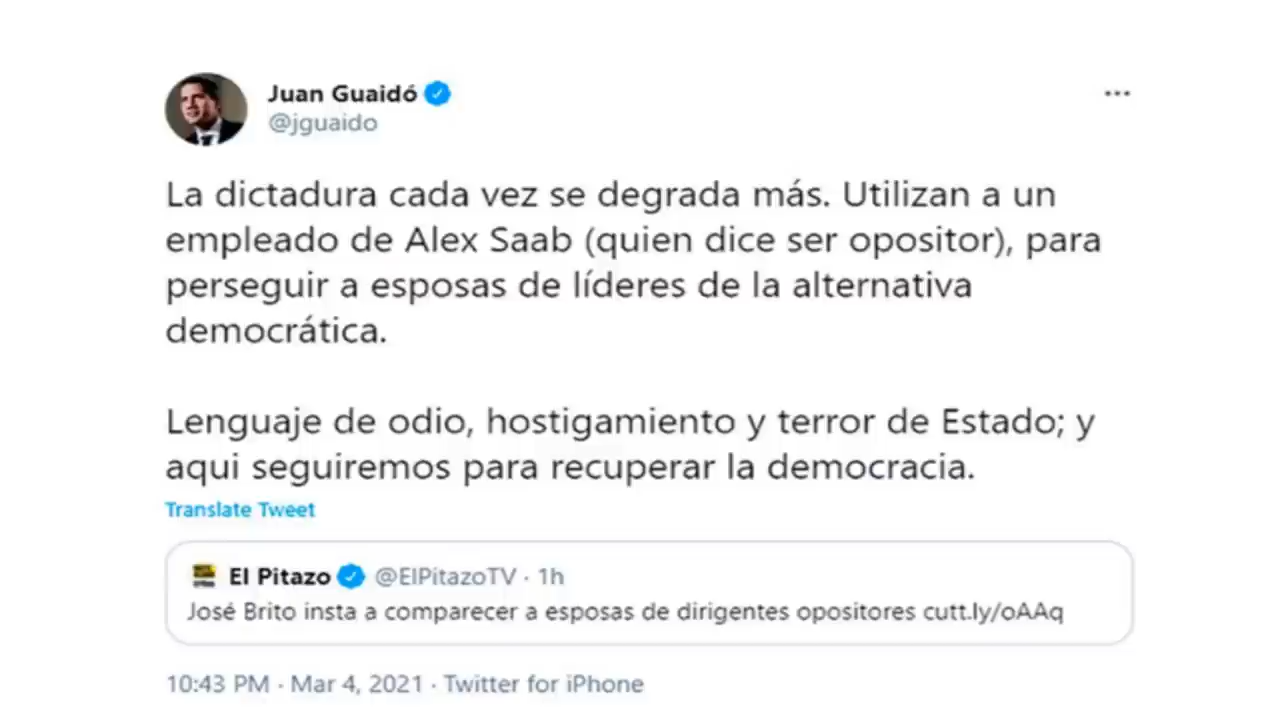 Juan Guaidó
@jguaido
La dictadura cada vez se degrada más. Utilizan a un
empleado de Alex Saab (quien dice ser opositor), para
perseguir a esposas de líderes de la alternativa
democrática.
Lenguaje de odio, hostigamiento y terror de Estado; y
aqui seguiremos para recuperar la democracia.
Translate Tweet
El Pitazo @ElPitazoTV · 1h
José Brito insta a comparecer a esposas de dirigentes opositores cutt.ly/oAAq
10:43 PM · Mar 4, 2021 · Twitter for iPhone